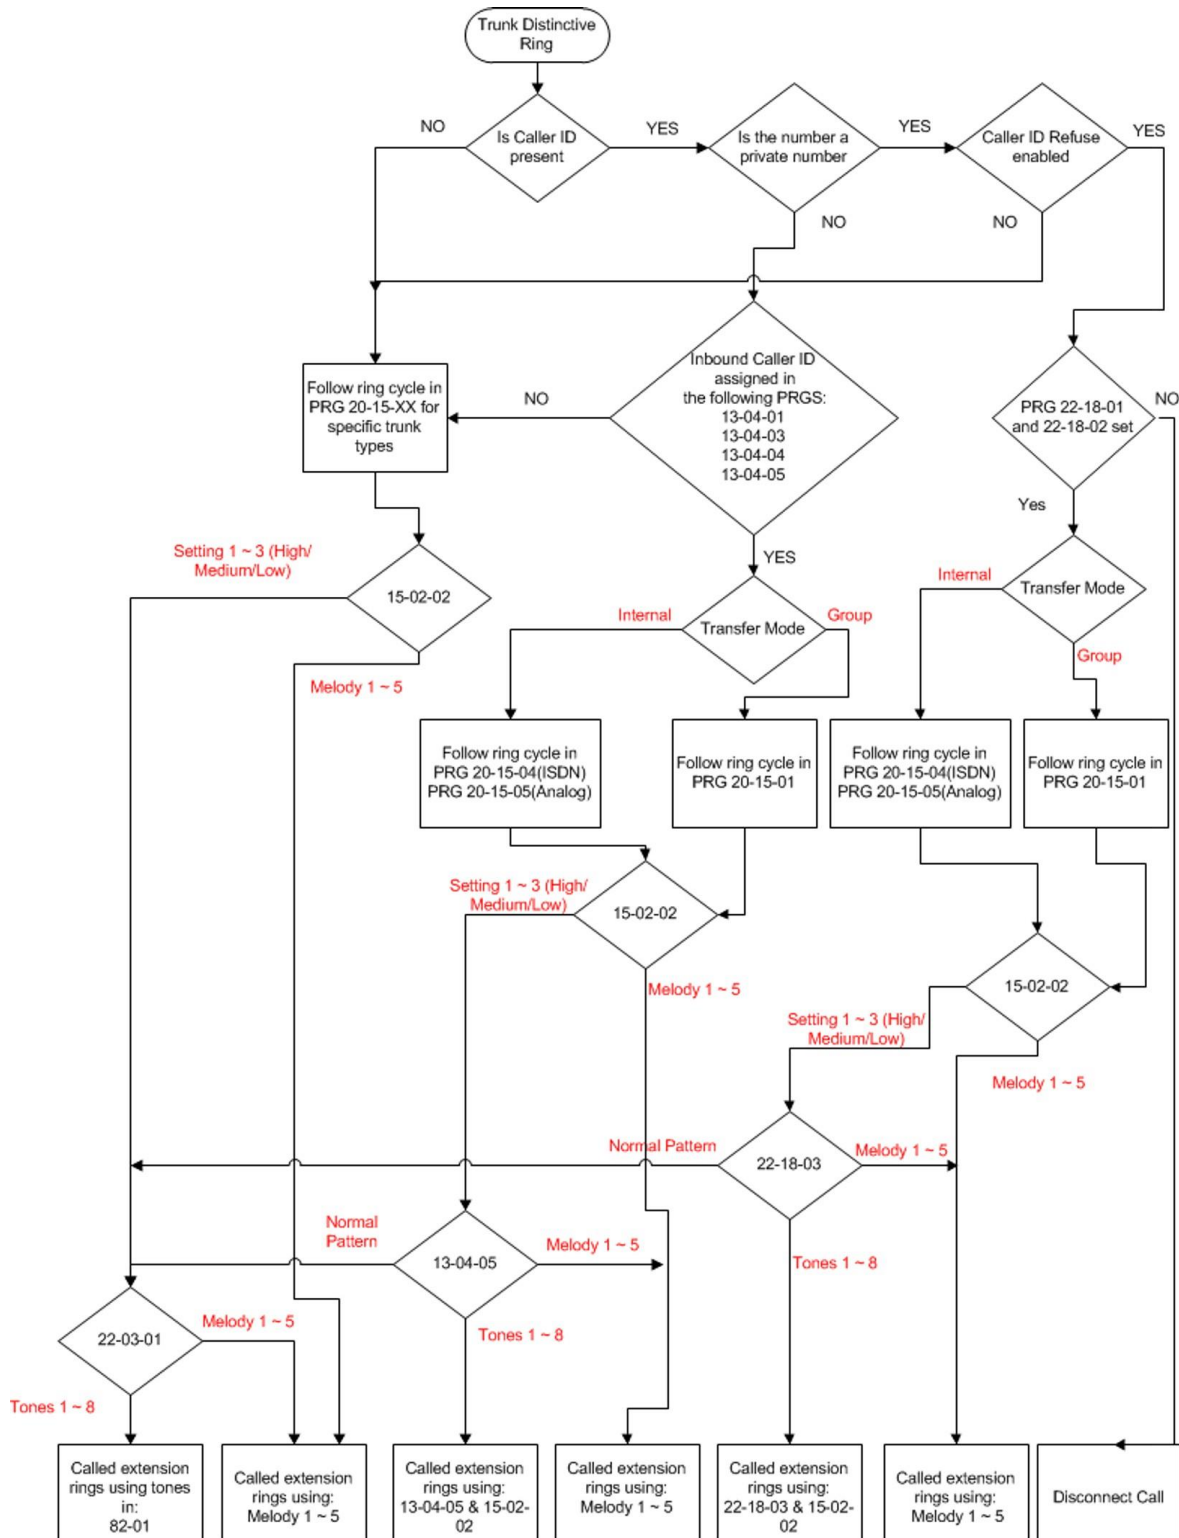 Trunk Distinctive
Ring
NO
Is Caller ID
present
YES
Is the number a
private number
YES
Caller ID Refuse
enabled
YES
NO
NO
Follow ring cycle in
PRG 20-15-XX for
specific trunk
types
NO
Inbound Caller ID
assigned in
the following PRGS:
13-04-01
13-04-03
13-04-04
13-04-05
PRG 22-18-01
and 22-18-02 set
NO
Yes
YES
Setting 1 ~ 3 (High/
Medium/Low)
15-02-02
Melody 1 ~ 5
Internal
Transfer Mode
Group
Internal
Transfer Mode
Group
Follow ring cycle in
PRG 20-15-04(ISDN)
PRG 20-15-05(Analog)
Follow ring cycle in
PRG 20-15-01
Follow ring cycle in
PRG 20-15-04(ISDN)
PRG 20-15-05(Analog)
Follow ring cycle in
PRG 20-15-01
Setting 1 ~ 3 (High/
Medium/Low)
15-02-02
Melody 1 ~ 5
15-02-02
Setting 1 ~ 3 (High/
Medium/Low)
Melody 1 ~ 5
Normal Pattern
22-18-03
Melody 1 ~ 5
Tones 1 ~ 8
Normal
Pattern
13-04-05
Melody 1 ~ 5
Tones 1 ~ 8
22-03-01
Melody 1 ~ 5
Tones 1 ~ 8
Called extension
rings using tones
in:
82-01
Called extension
rings using:
Melody 1 ~ 5
Called extension
rings using:
13-04-05 & 15-02-
02
Called extension
rings using:
Melody 1 ~ 5
Called extension
rings using:
22-18-03 & 15-02-
02
Called extension
rings using:
Melody 1 ~ 5
Disconnect Call